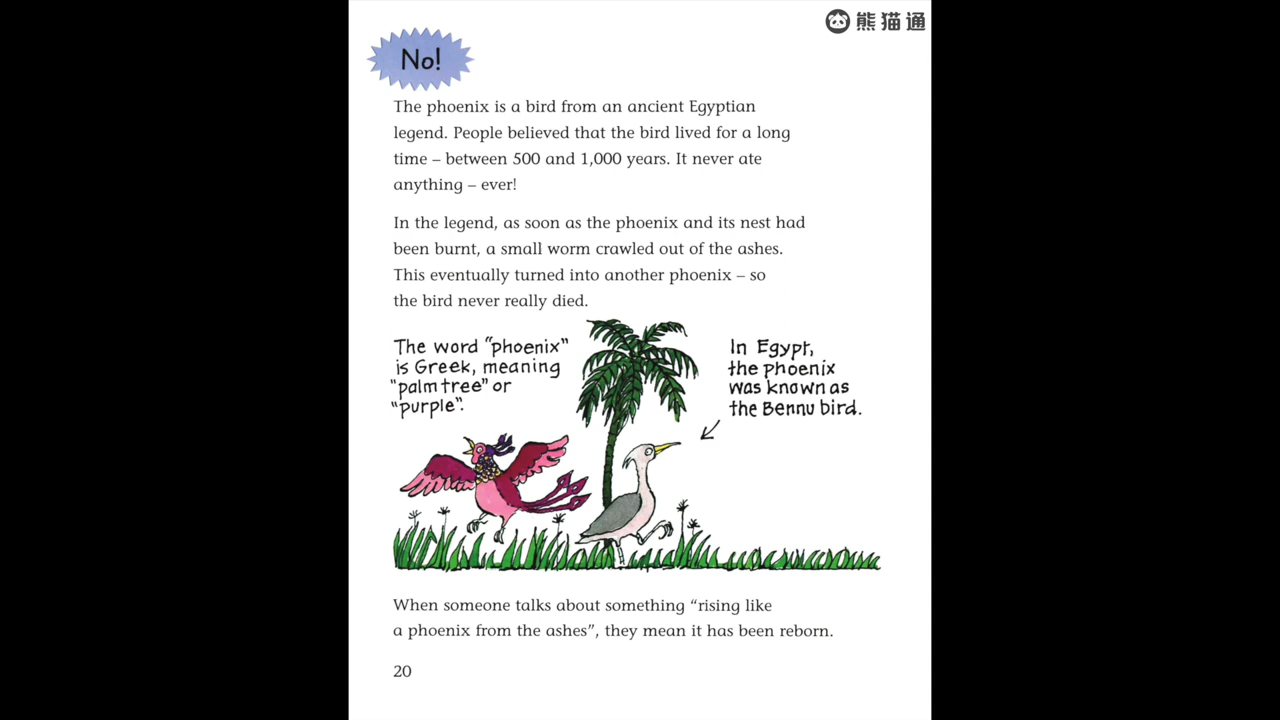 熊猫通
No!
The phoenix is a bird from an ancient Egyptian
legend. People believed that the bird lived for a long
time – between 500 and 1,000 years. It never ate
anything – ever!
In the legend, as soon as the phoenix and its nest had
been burnt, a small worm crawled out of the ashes.
This eventually turned into another phoenix – so
the bird never really died.
The word "phoenix"
is Greek, meaning
"palm tree" or
"purple".
In Egypt,
the phoenix
was known as
the Bennu bird.
When someone talks about something “rising like
a phoenix from the ashes”, they mean it has been reborn.
20